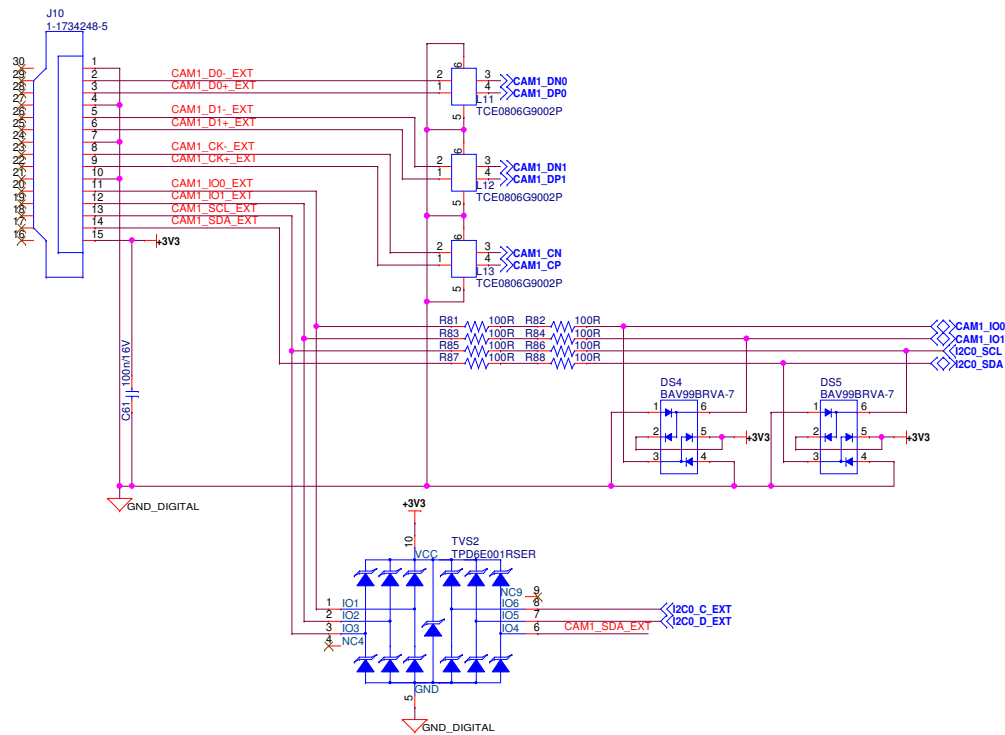 J10
1-1734248-5
30
29
28
27
26
25
24
23
22
21
20
19
18
17
16
1
2
3
4
5
6
7
8
9
10
11
12
13
14
15
CAM1_D0-_EXT
CAM1_D0+_EXT
CAM1_D1-_EXT
CAM1_D1+_EXT
CAM1_CK-_EXT
CAM1_CK+_EXT
CAM1_IO0_EXT
CAM1_IO1_EXT
CAM1_SCL_EXT
CAM1_SDA_EXT
+3V3
6
2 3 CAM1_DN0
1 4 CAM1_DP0
L11
5 TCE0806G9002P
6
2 3 CAM1_DN1
1 4 CAM1_DP1
L12
5 TCE0806G9002P
6
2 3 CAM1_CN
1 4 CAM1_CP
L13
5 TCE0806G9002P
R81 100R R82 100R CAM1_IO0
R83 100R R84 100R CAM1_IO1
R85 100R R86 100R I2C0_SCL
R87 100R R88 100R I2C0_SDA
C61 100n/16V
DS4
BAV99BRVA-7
1 6
2 5 +3V3
3 4
DS5
BAV99BRVA-7
1 6
2 5 +3V3
3 4
GND_DIGITAL
+3V3
10 VCC
TVS2
TPD6E001RSER
1 IO1
2 IO2
3 IO3
4 NC4
NC9 9
IO6 8 I2C0_C_EXT
IO5 7 I2C0_D_EXT
IO4 6 CAM1_SDA_EXT
GND
5
GND_DIGITAL